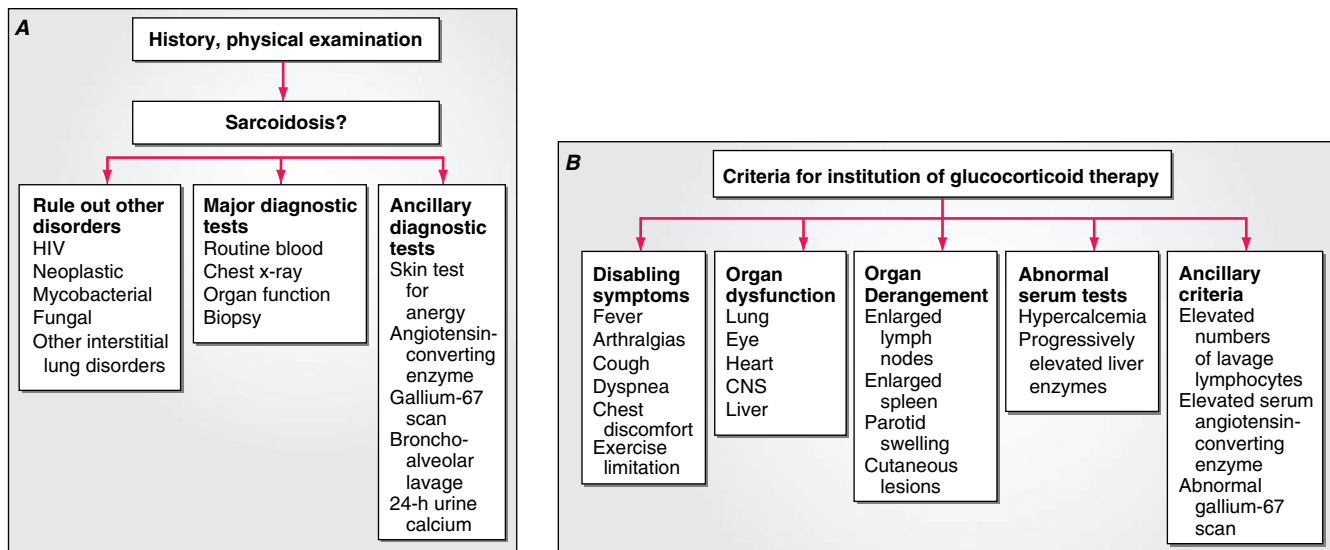 A
History, physical examination
Sarcoidosis?
Rule out other
disorders
HIV
Neoplastic
Mycobacterial
Fungal
Other interstitial
lung disorders
Major diagnostic
tests
Routine blood
Chest x-ray
Organ function
Biopsy
Ancillary
diagnostic
tests
Skin test
for
anergy
Angiotensin-
converting
enzyme
Gallium-67
scan
Broncho-
alveolar
lavage
24-h urine
calcium
B
Criteria for institution of glucocorticoid therapy
Disabling
symptoms
Fever
Arthralgias
Cough
Dyspnea
Chest
discomfort
Exercise
limitation
Organ
dysfunction
Lung
Eye
Heart
CNS
Liver
Organ
Derangement
Enlarged
lymph
nodes
Enlarged
spleen
Parotid
swelling
Cutaneous
lesions
Abnormal
serum tests
Hypercalcemia
Progressively
elevated liver
enzymes
Ancillary
criteria
Elevated
numbers
of lavage
lymphocytes
Elevated serum
angiotensin-
converting
enzyme
Abnormal
gallium-67
scan